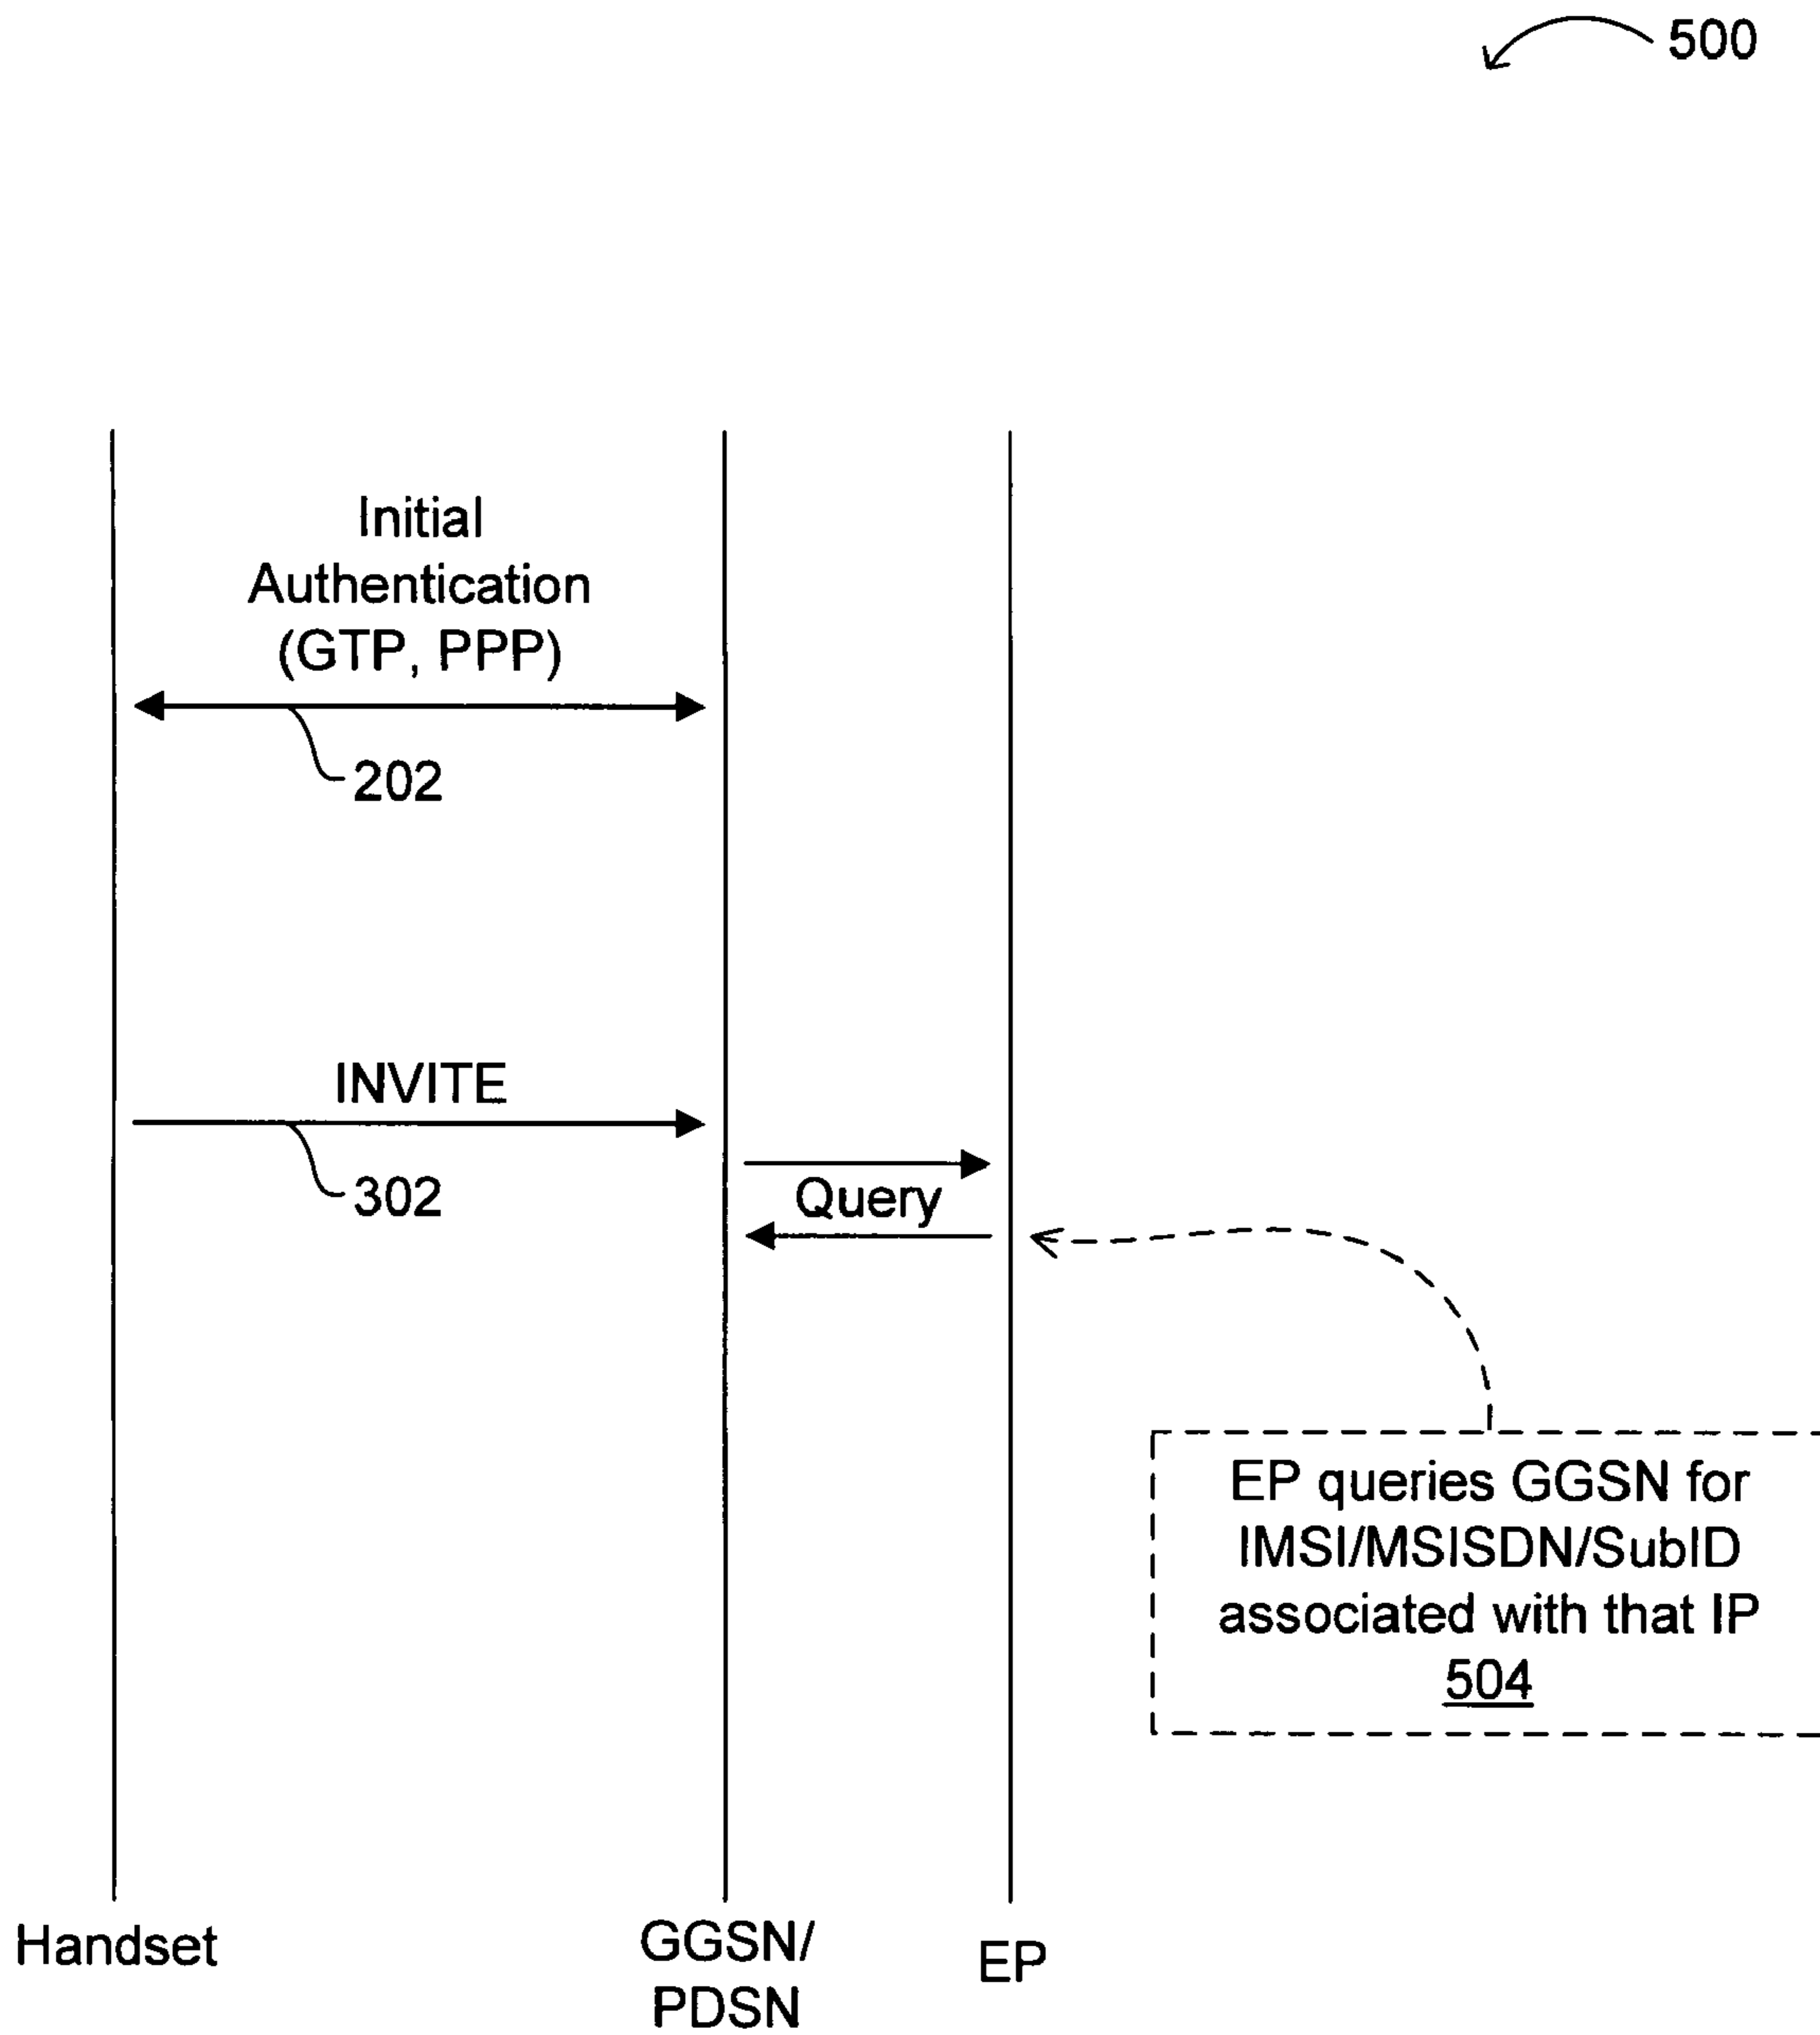 500
Initial
Authentication
(GTP, PPP)
202
INVITE
302
Query
EP queries GGSN for
IMSI/MSISDN/SubID
associated with that IP
504
Handset
GGSN/
PDSN
EP